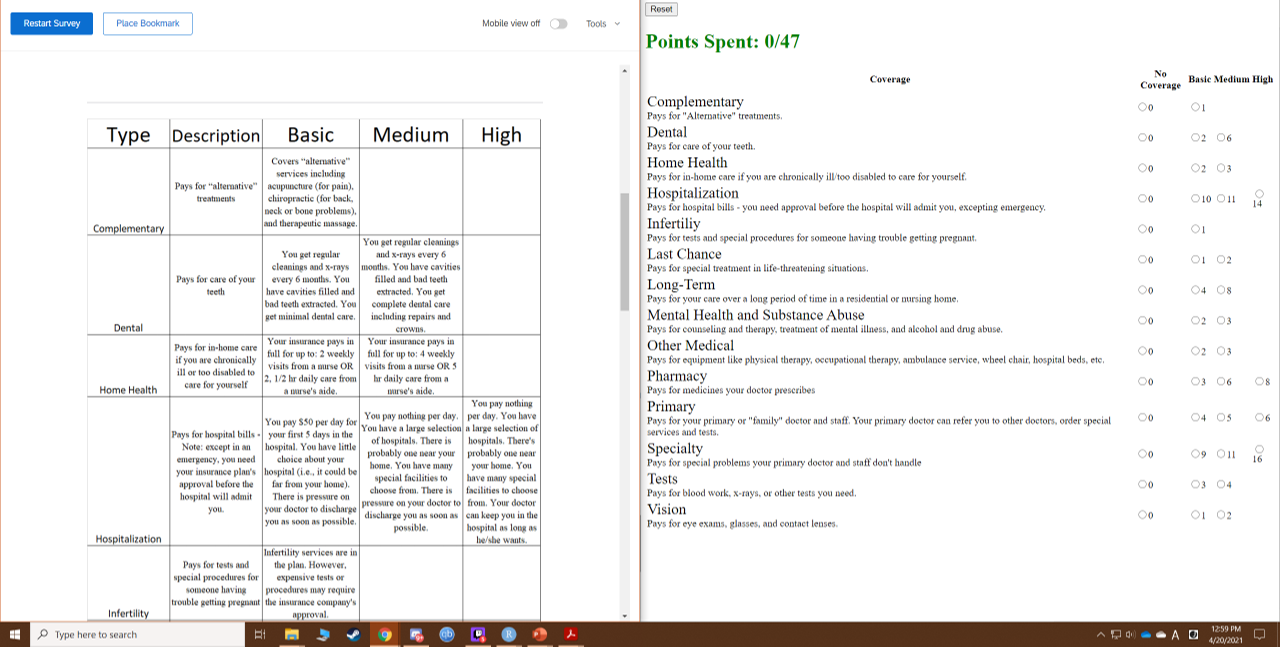 Restart Survey
Place Bookmark
Mobile view off
Tools
Type Description Basic Medium High
Complementary
Pays for "alternative"
treatments
Covers "alternative"
services including
acupuncture (for pain),
chiropractic (for back,
neck or bone problems),
and therapeutic massage.
Dental
Pays for care of your
teeth
You get regular
cleanings and x-rays
every 6 months. You
have cavities filled and
bad teeth extracted. You
get minimal dental care.
You get regular cleanings
and x-rays every 6
months. You have cavities
filled and bad teeth
extracted. You get
complete dental care
including repairs and
crowns.
Home Health
Pays for in-home care
if you are chronically
ill or too disabled to
care for yourself
Your insurance pays in
full for up to: 2 weekly
visits from a nurse OR
2, 1/2 hr daily care from
a nurse's aide.
Your insurance pays in
full for up to: 4 weekly
visits from a nurse OR 5
hr daily care from a
nurse's aide.
Hospitalization
Pays for hospital bills -
Note: except in an
emergency, you need
your insurance plan's
approval before the
hospital will admit
you.
You pay $50 per day for
your first 5 days in the
hospital. You have little
choice about your
hospital (i.e., it could be
far from your home).
There is pressure on
your doctor to discharge
you as soon as possible.
You pay nothing per day.
You have a large selection
of hospitals. There is
probably one near your
home. You have many
special facilities to
choose from. There is
pressure on your doctor to
discharge you as soon as
possible.
You pay nothing
per day. You have
a large selection of
hospitals. There's
probably one near
your home. You
have many special
facilities to choose
from. Your doctor
can keep you in the
hospital as long as
he/she wants.
Infertility
Pays for tests and
special procedures for
someone having
trouble getting pregnant
Infertility services are in
the plan. However,
expensive tests or
procedures may require
the insurance company's
approval.
Reset
Points Spent: 0/47
Coverage
No
Coverage
Basic Medium High
Complementary
Pays for "Alternative" treatments.
0 1
Dental
Pays for care of your teeth.
0 2 6
Home Health
Pays for in-home care if you are chronically ill/too disabled to care for yourself.
0 2 3
Hospitalization
Pays for hospital bills - you need approval before the hospital will admit you, excepting emergency.
0 10 11 14
Infertiliy
Pays for tests and special procedures for someone having trouble getting pregnant.
0 1
Last Chance
Pays for special treatment in life-threatening situations.
0 1 2
Long-Term
Pays for your care over a long period of time in a residential or nursing home.
0 4 8
Mental Health and Substance Abuse
Pays for counseling and therapy, treatment of mental illness, and alcohol and drug abuse.
0 2 3
Other Medical
Pays for equipment like physical therapy, occupational therapy, ambulance service, wheel chair, hospital beds, etc.
0 2 3
Pharmacy
Pays for medicines your doctor prescribes
0 3 6 8
Primary
Pays for your primary or "family" doctor and staff. Your primary doctor can refer you to other doctors, order special
services and tests.
0 4 5 6
Specialty
Pays for special problems your primary doctor and staff don't handle
0 9 11 16
Tests
Pays for blood work, x-rays, or other tests you need.
0 3 4
Vision
Pays for eye exams, glasses, and contact lenses.
0 1 2
Type here to search
qb
R
A
12:59 PM
4/20/2021